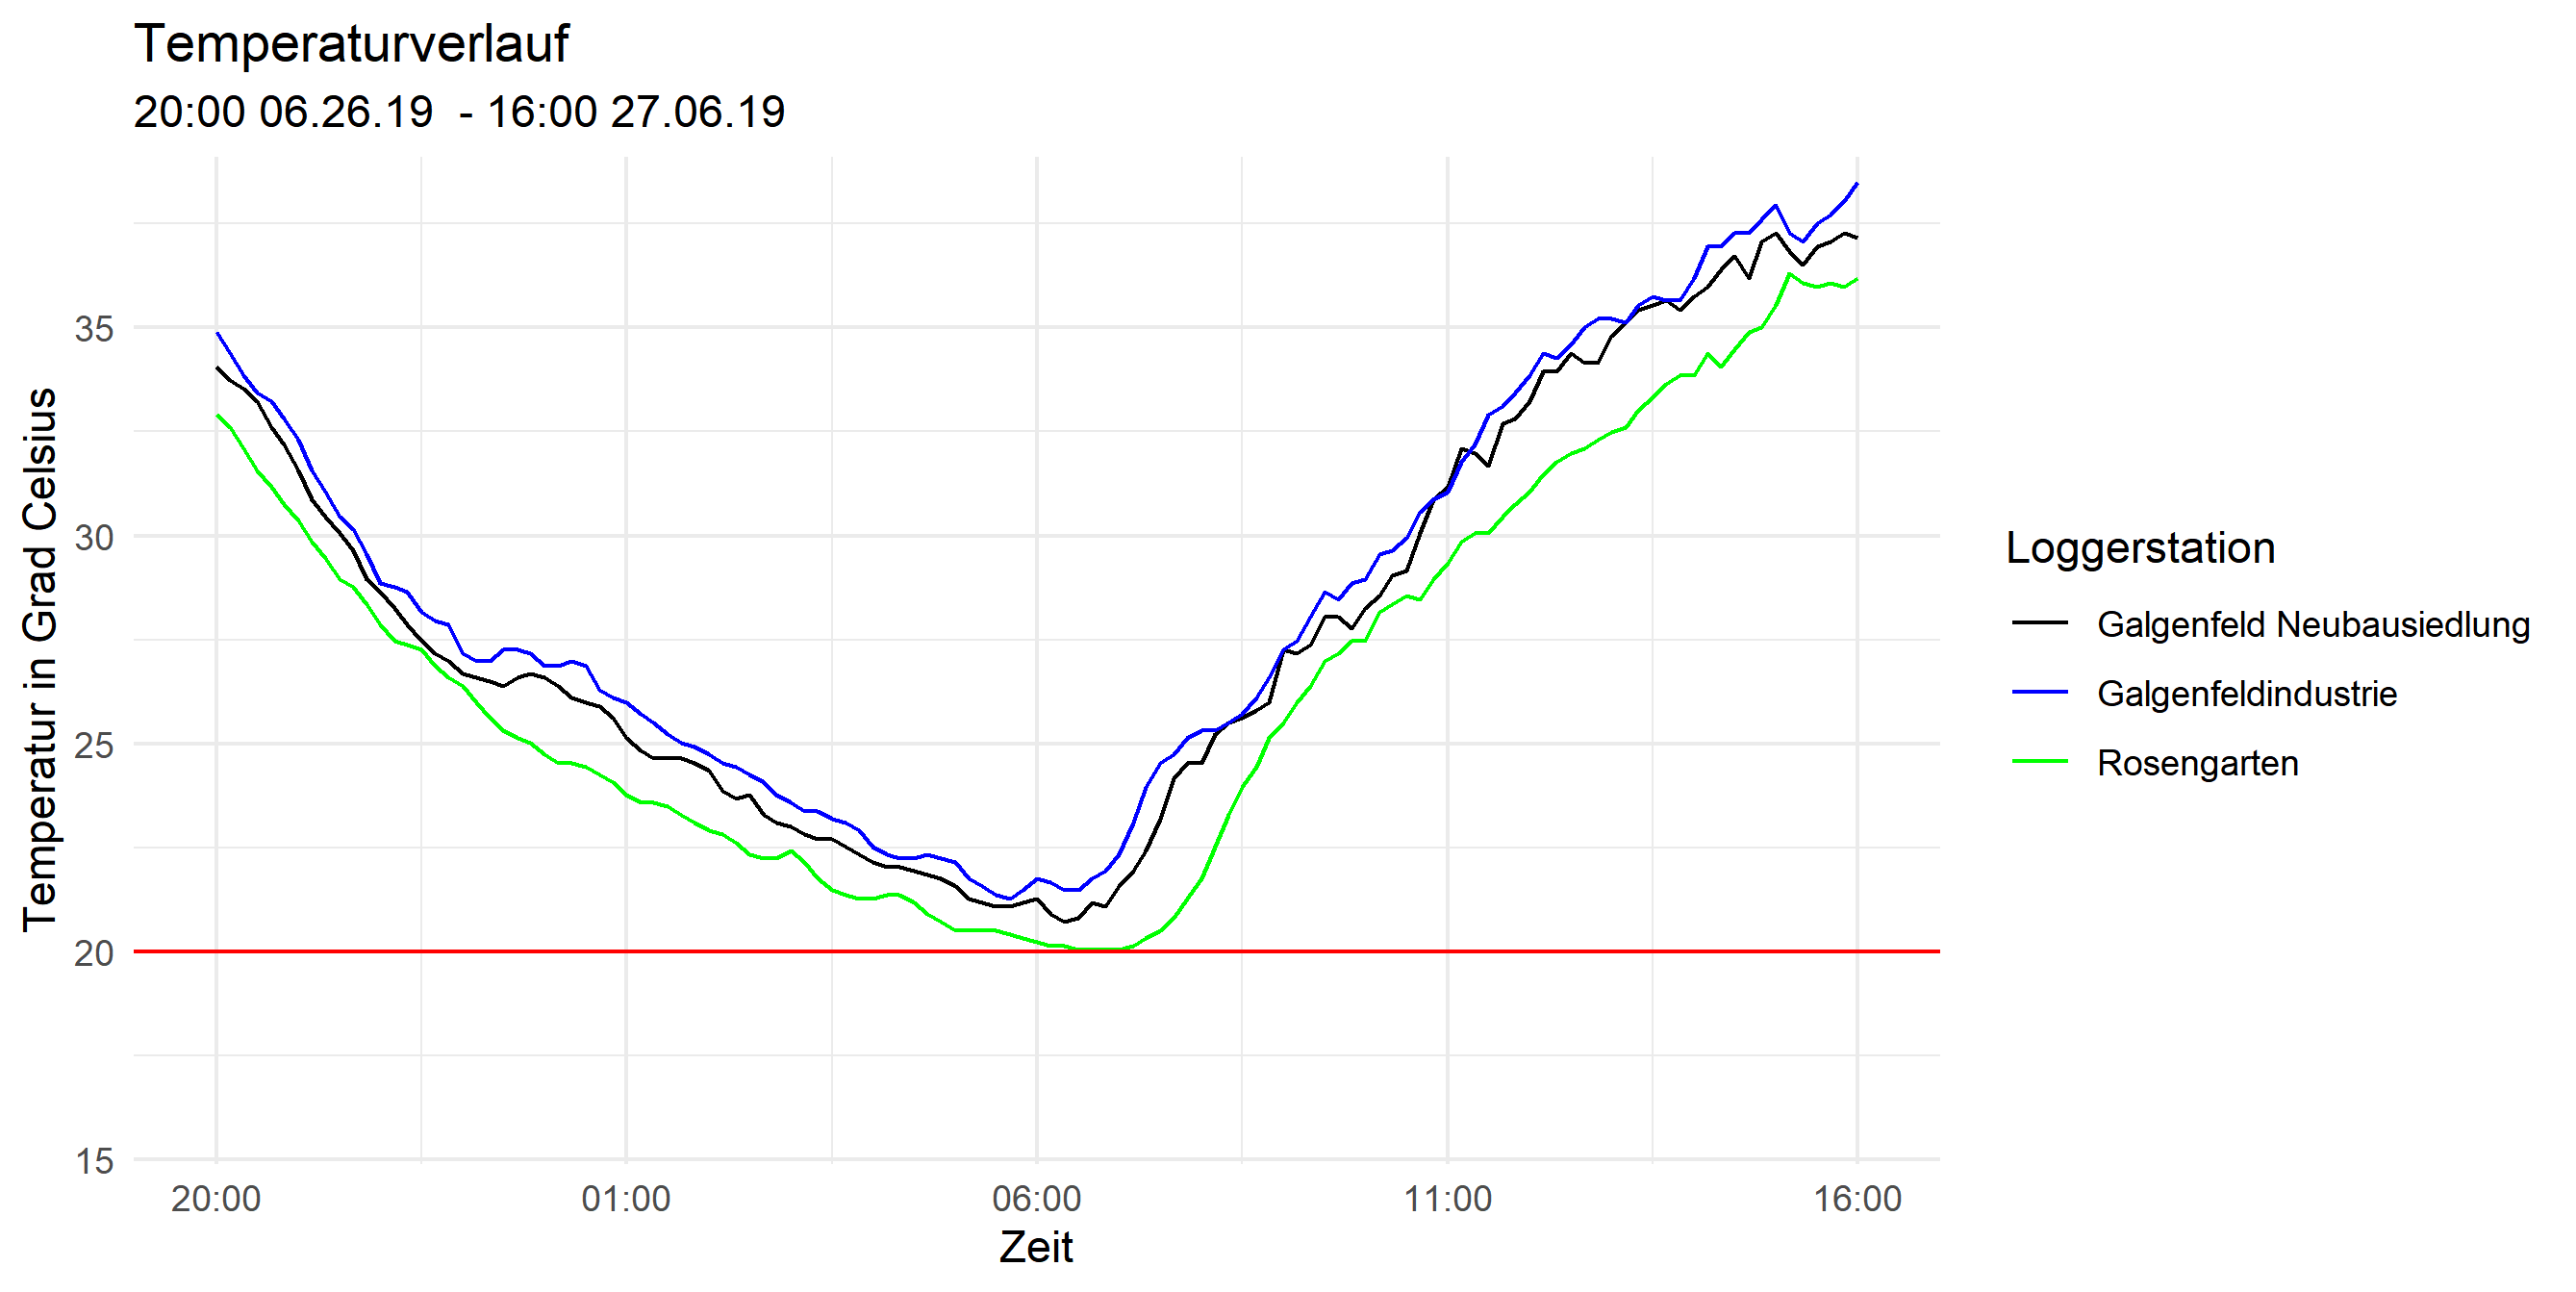 Temperaturverlauf
20:00 06.26.19  - 16:00 27.06.19
Temperatur in Grad Celsius
35
30
25
20
15
20:00 01:00 06:00 11:00 16:00
Zeit
Loggerstation
Galgenfeld Neubausiedlung
Galgenfeldindustrie
Rosengarten